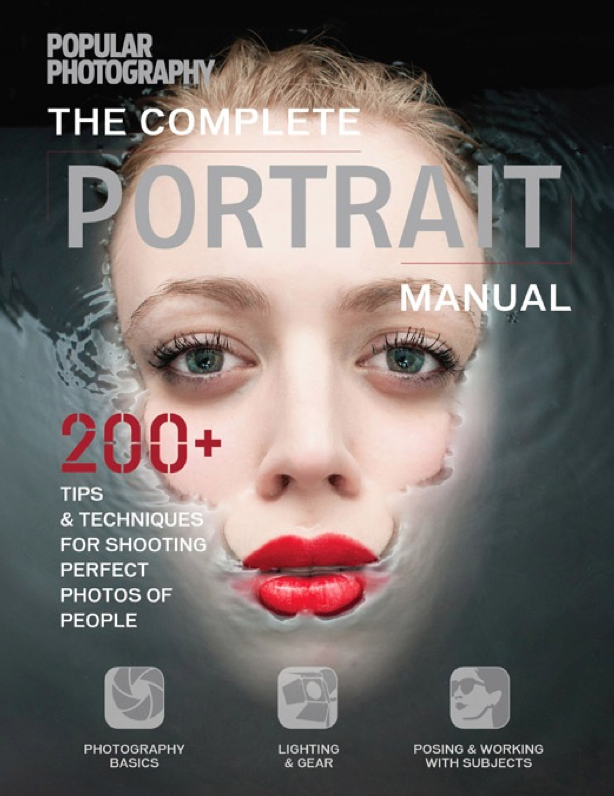 POPULAR
PHOTOGRAPHY
THE COMPLETE
PORTRAIT
MANUAL
200+
TIPS
& TECHNIQUES
FOR SHOOTING
PERFECT
PHOTOS OF
PEOPLE
PHOTOGRAPHY
BASICS
LIGHTING
& GEAR
POSING & WORKING
WITH SUBJECTS